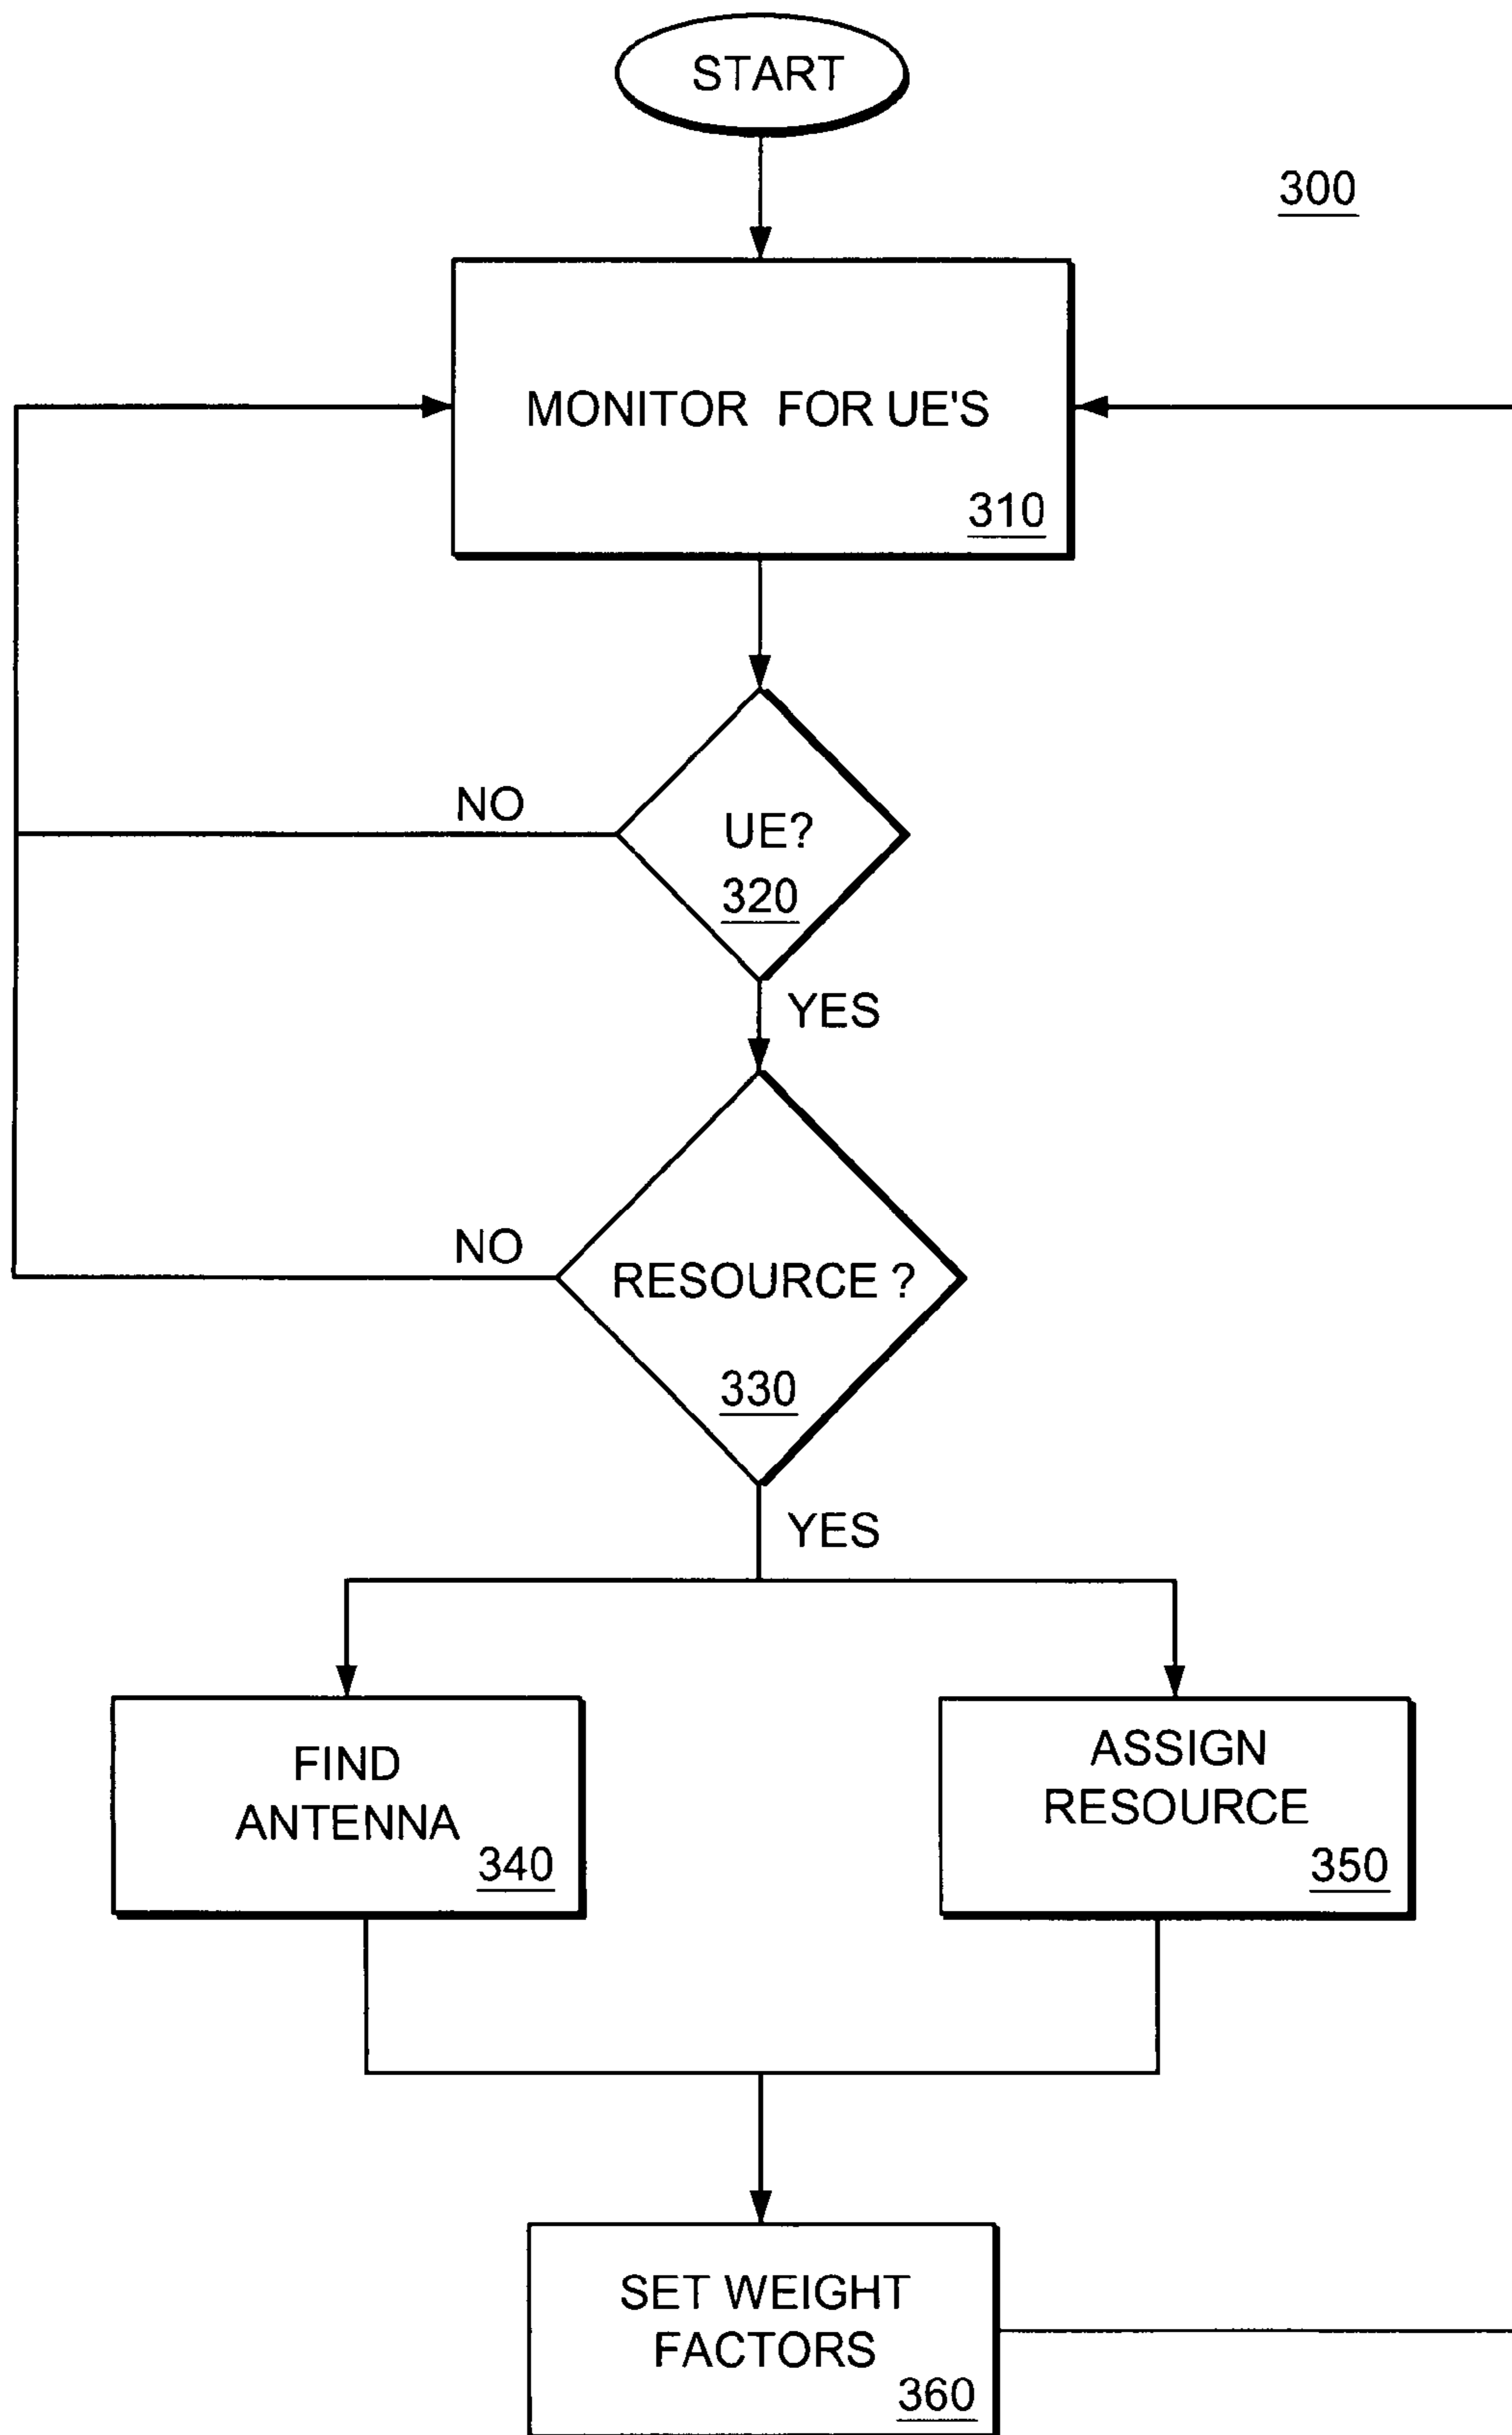 START
300
MONITOR FOR UE'S
310
NO
UE?
320
YES
NO
RESOURCE ?
330
YES
FIND
ANTENNA
340
ASSIGN
RESOURCE
350
SET WEIGHT
FACTORS
360